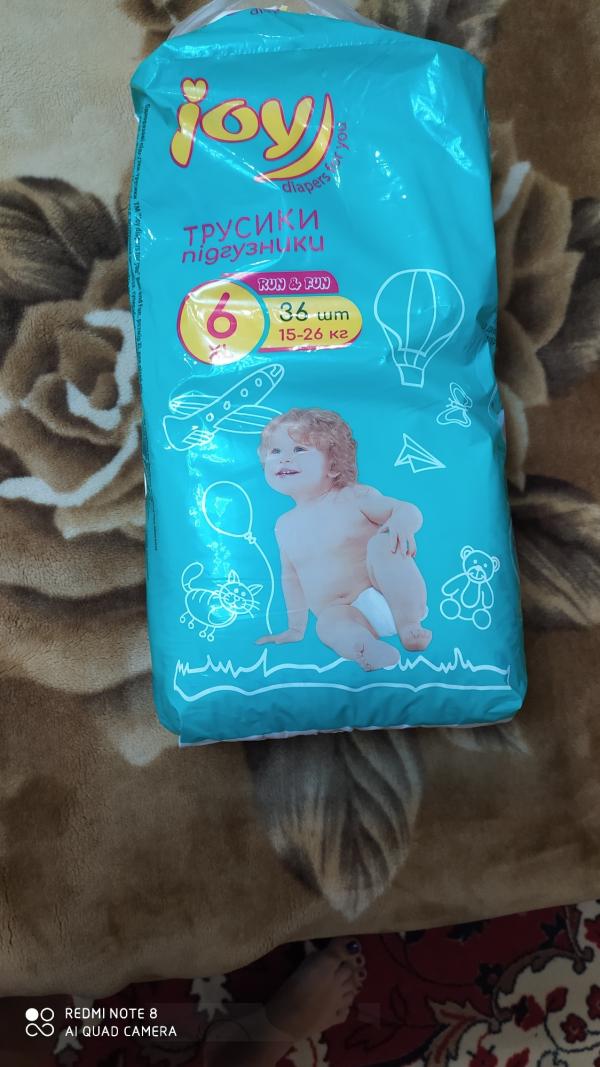 joy
diapers for you
ТРУСИКИ
підгузники
RUN & FUN
6
XL
36 шт
15-26 кг
REDMI NOTE 8
AI QUAD CAMERA